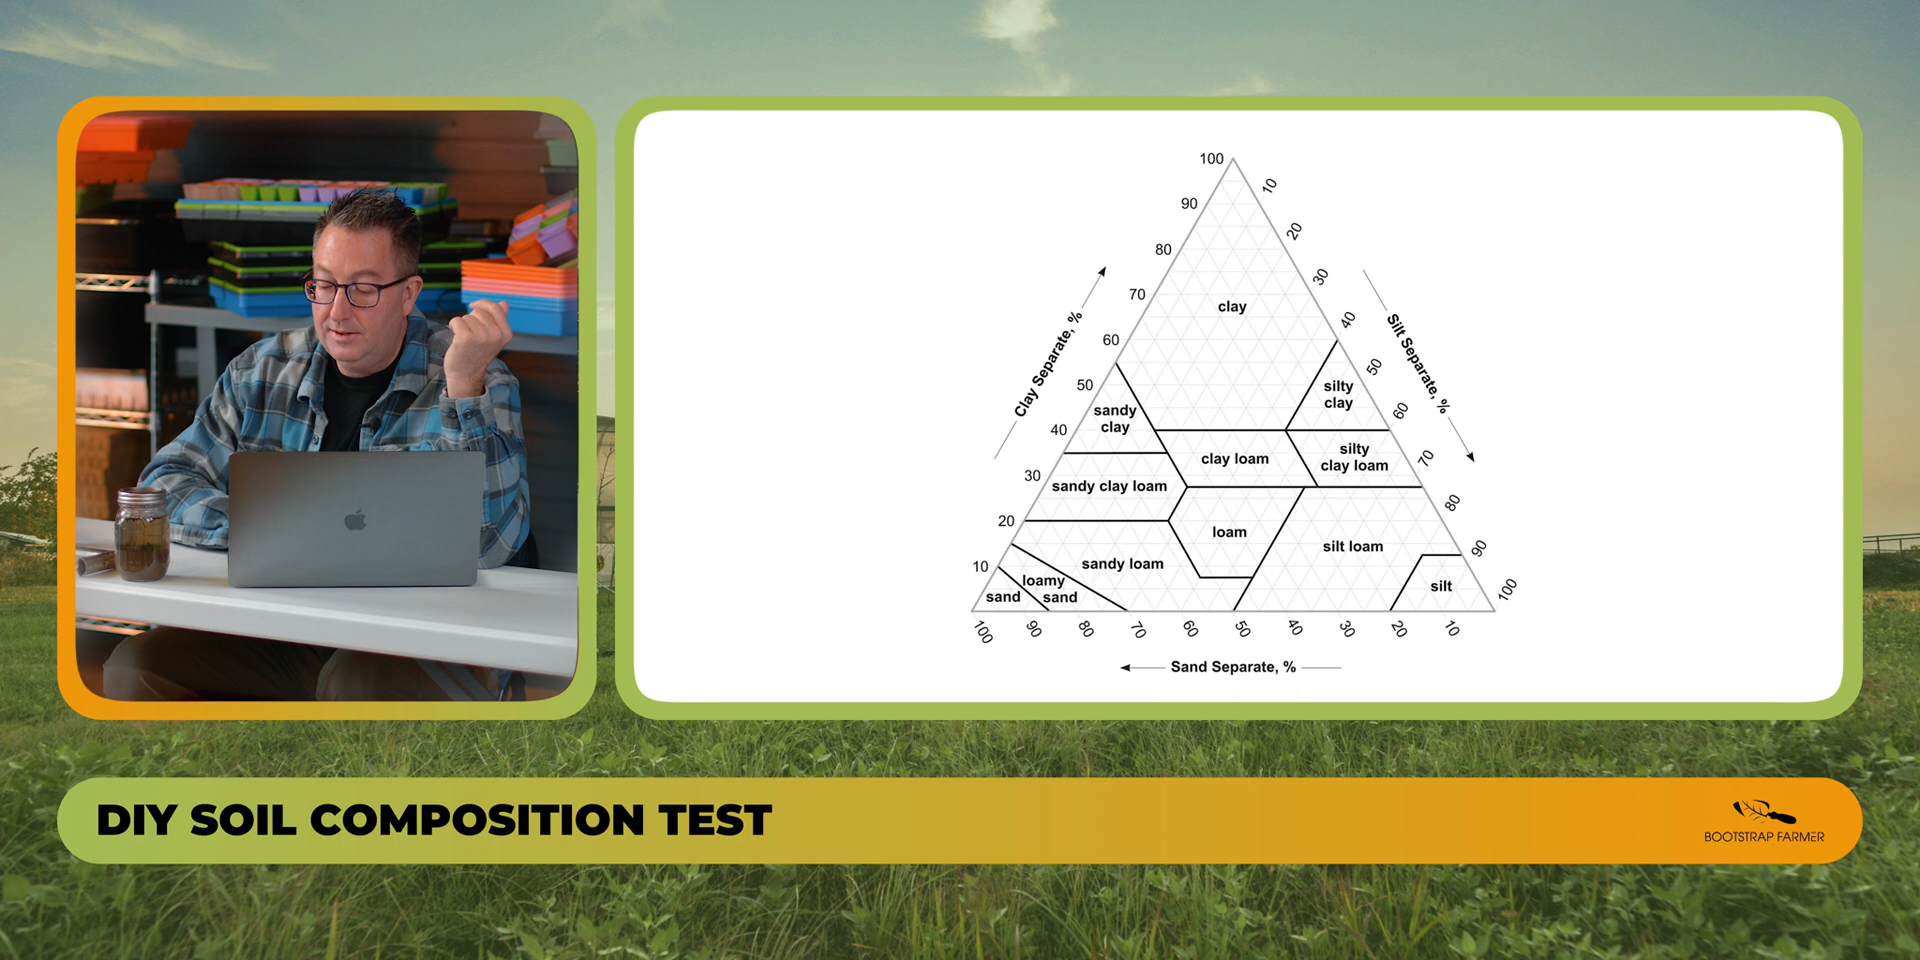 100
90
80
70
60
50
40
30
20
10
10
20
30
40
50
60
70
80
90
100
Clay Separate, %
Silt Separate, %
clay
silty
clay
sandy
clay
clay loam
silty
clay loam
sandy clay loam
loam
silt loam
sandy loam
silt
loamy
sand
sand
100
90
80
70
60
50
40
30
20
10
Sand Separate, %
DIY SOIL COMPOSITION TEST
BOOTSTRAP FARMER